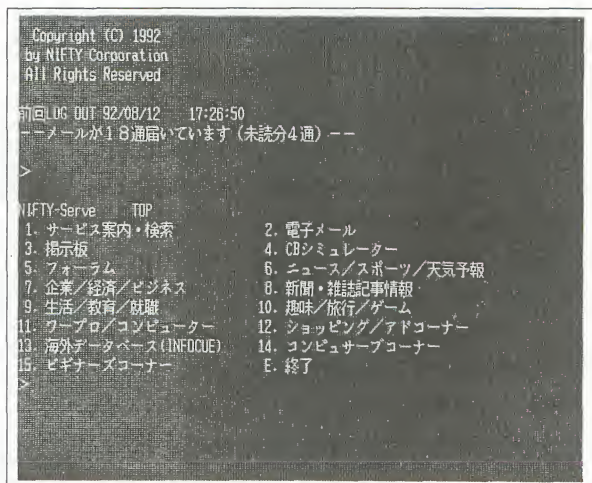 Copyright (C) 1992
by NIFTY Corporation
All Rights Reserved
前回LOG OUT 92/08/12 17:26:50
--メールが18通届いています(未読分4通)--
>
NIFTY-Serve TOP
1. サービス案内・検索 2. 電子メール
3. 掲示板 4. CBシミュレーター
5. フォーラム 6. ニュース/スポーツ/天気予報
7. 企業/経済/ビジネス 8. 新聞・雑誌記事情報
9. 生活/教育/就職 10. 趣味/旅行/ゲーム
11. ワープロ/コンピューター 12. ショッピング/アドコーナー
13. 海外データベース(INFOCUE) 14. コンピュサーブコーナー
15. ビギナーズコーナー E. 終了
>